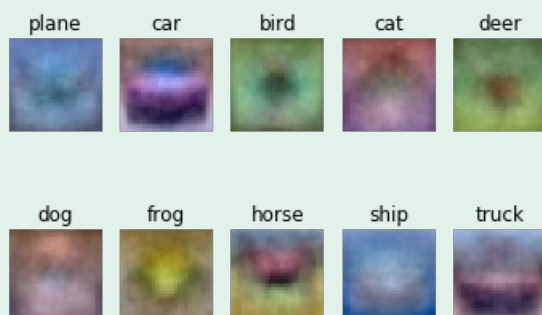 plane car bird cat deer
dog frog horse ship truck